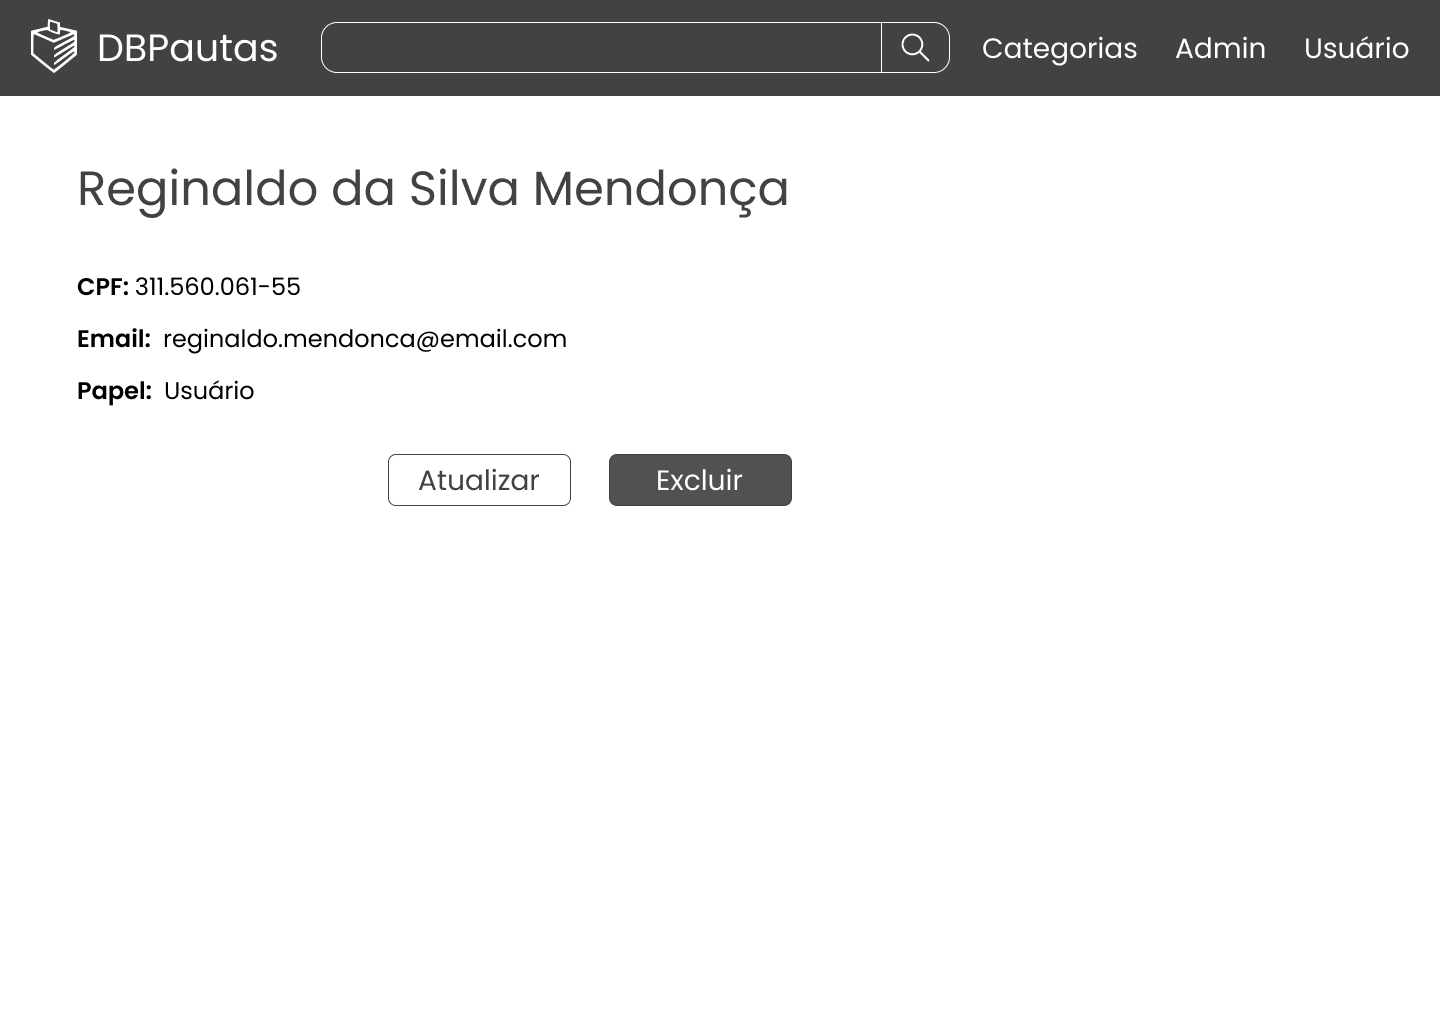 DBPautas
Categorias Admin Usuário
Reginaldo da Silva Mendonça
CPF: 311.560.061-55
Email: reginaldo.mendonca@email.com
Papel: Usuário
Atualizar Excluir